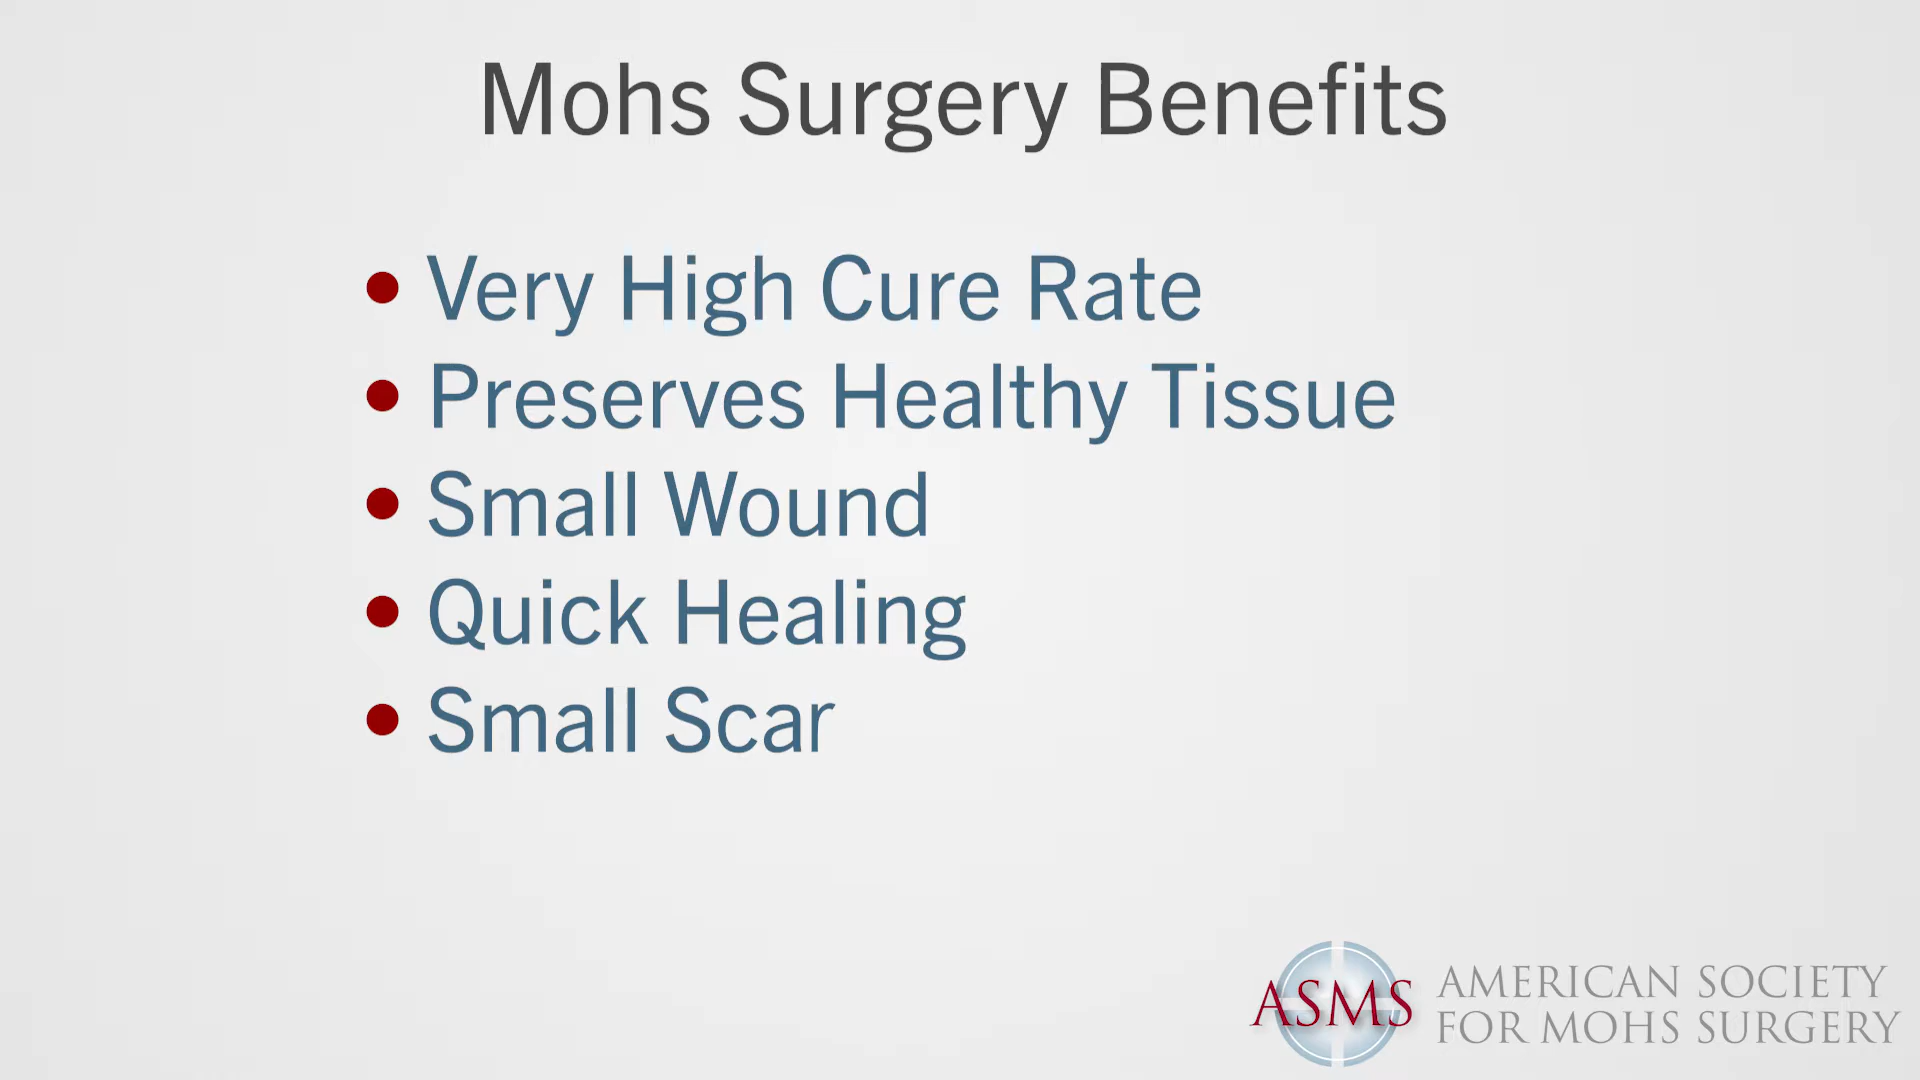 Mohs Surgery Benefits
• Very High Cure Rate
• Preserves Healthy Tissue
• Small Wound
• Quick Healing
• Small Scar
ASMS
AMERICAN SOCIETY
FOR MOHS SURGERY